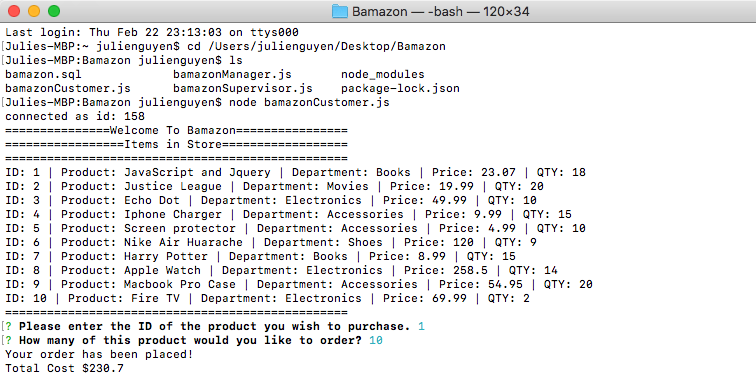 Bamazon — -bash — 120×34
Last login: Thu Feb 22 23:13:03 on ttys000
[Julies-MBP:~ julienguyen$ cd /Users/julienguyen/Desktop/Bamazon
[Julies-MBP:Bamazon julienguyen$ ls
bamazon.sql bamazonManager.js node_modules
bamazonCustomer.js bamazonSupervisor.js package-lock.json
[Julies-MBP:Bamazon julienguyen$ node bamazonCustomer.js
connected as id: 158
===============Welcome To Bamazon================
=================Items in Store==================
=================================================
ID: 1 | Product: JavaScript and Jquery | Department: Books | Price: 23.07 | QTY: 18
ID: 2 | Product: Justice League | Department: Movies | Price: 19.99 | QTY: 20
ID: 3 | Product: Echo Dot | Department: Electronics | Price: 49.99 | QTY: 10
ID: 4 | Product: Iphone Charger | Department: Accessories | Price: 9.99 | QTY: 15
ID: 5 | Product: Screen protector | Department: Accessories | Price: 4.99 | QTY: 10
ID: 6 | Product: Nike Air Huarache | Department: Shoes | Price: 120 | QTY: 9
ID: 7 | Product: Harry Potter | Department: Books | Price: 8.99 | QTY: 15
ID: 8 | Product: Apple Watch | Department: Electronics | Price: 258.5 | QTY: 14
ID: 9 | Product: Macbook Pro Case | Department: Accessories | Price: 54.95 | QTY: 20
ID: 10 | Product: Fire TV | Department: Electronics | Price: 69.99 | QTY: 2
=================================================
[? Please enter the ID of the product you wish to purchase. 1
[? How many of this product would you like to order? 10
Your order has been placed!
Total Cost $230.7